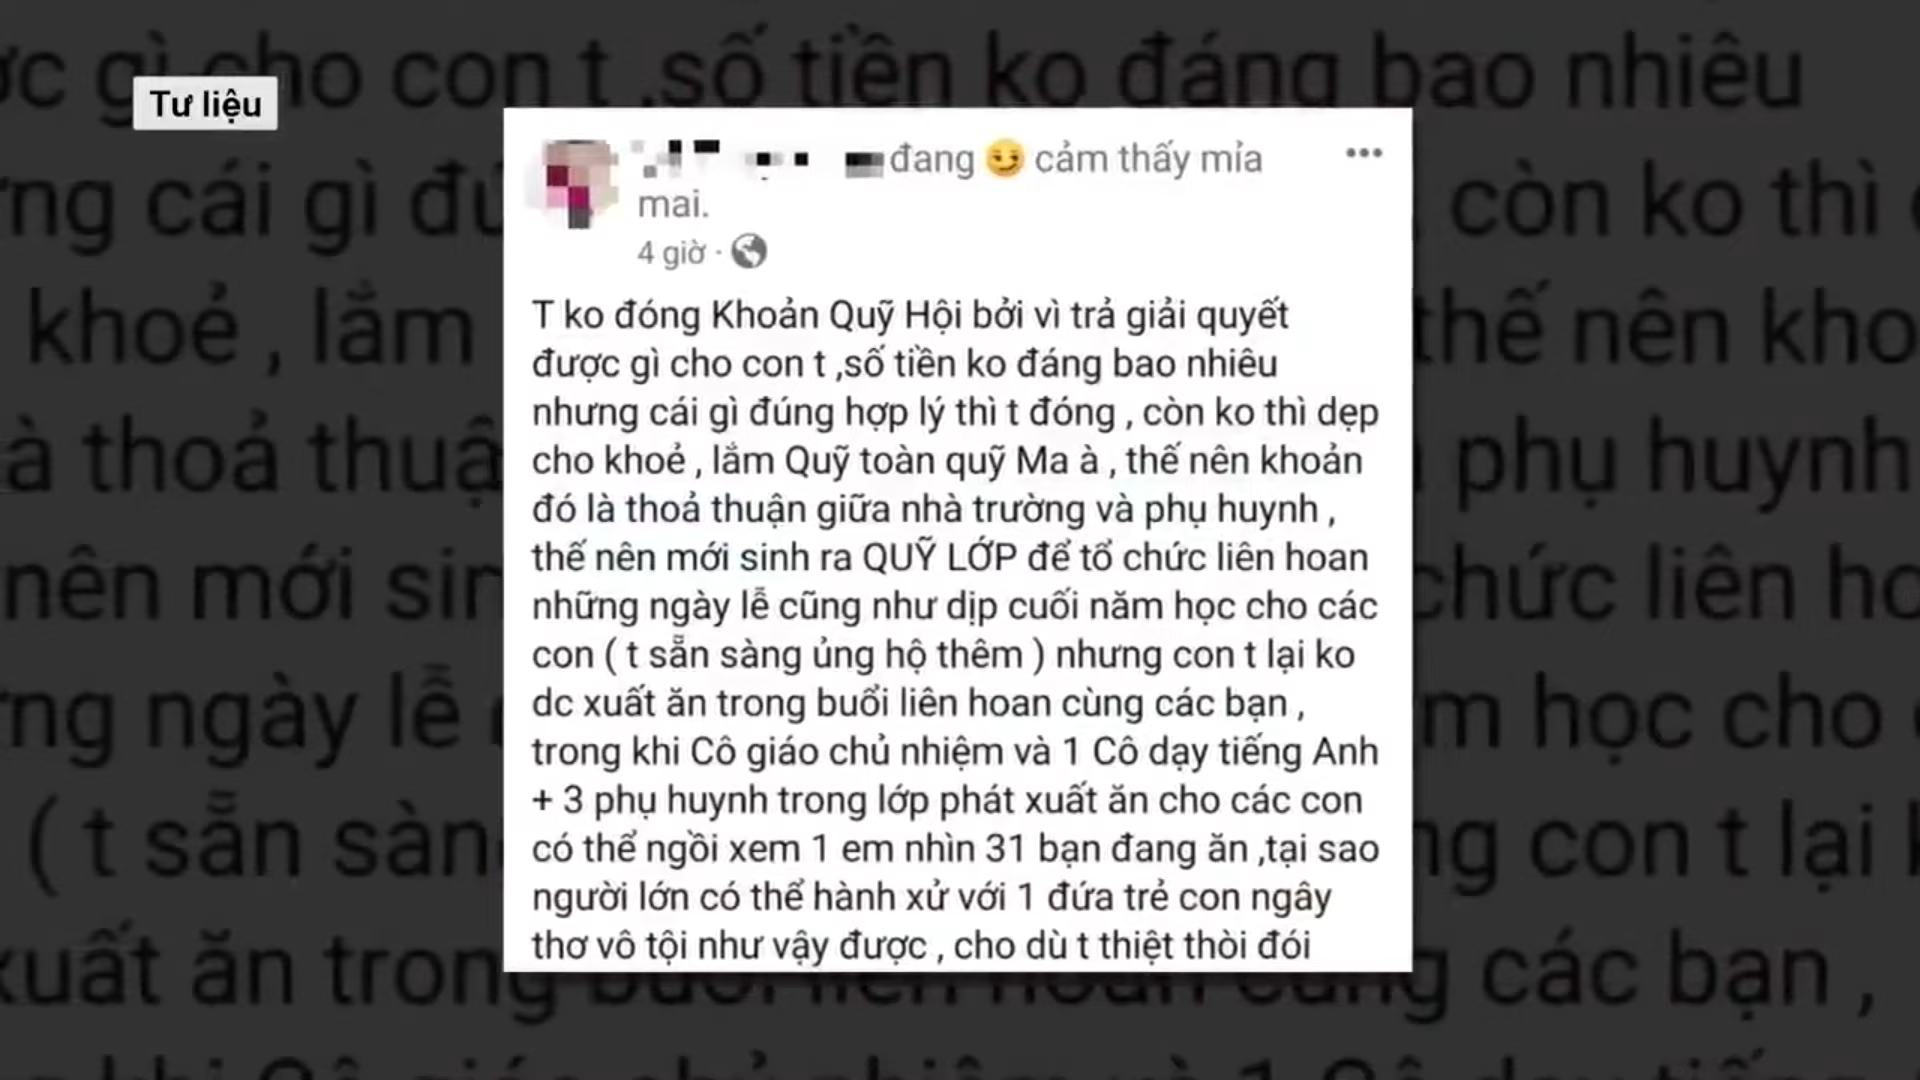 Tư liệu
đang 😏 cảm thấy mỉa
mai.
4 giờ ·
T ko đóng Khoản Quỹ Hội bởi vì trả giải quyết
được gì cho con t ,số tiền ko đáng bao nhiêu
nhưng cái gì đúng hợp lý thì t đóng , còn ko thì dẹp
cho khoẻ , lắm Quỹ toàn quỹ Ma à , thế nên khoản
đó là thoả thuận giữa nhà trường và phụ huynh ,
thế nên mới sinh ra QUỸ LỚP để tổ chức liên hoan
những ngày lễ cũng như dịp cuối năm học cho các
con ( t sẵn sàng ủng hộ thêm ) nhưng con t lại ko
dc xuất ăn trong buổi liên hoan cùng các bạn ,
trong khi Cô giáo chủ nhiệm và 1 Cô dạy tiếng Anh
+ 3 phụ huynh trong lớp phát xuất ăn cho các con
có thể ngồi xem 1 em nhìn 31 bạn đang ăn ,tại sao
người lớn có thể hành xử với 1 đứa trẻ con ngây
thơ vô tội như vậy được , cho dù t thiệt thòi đói